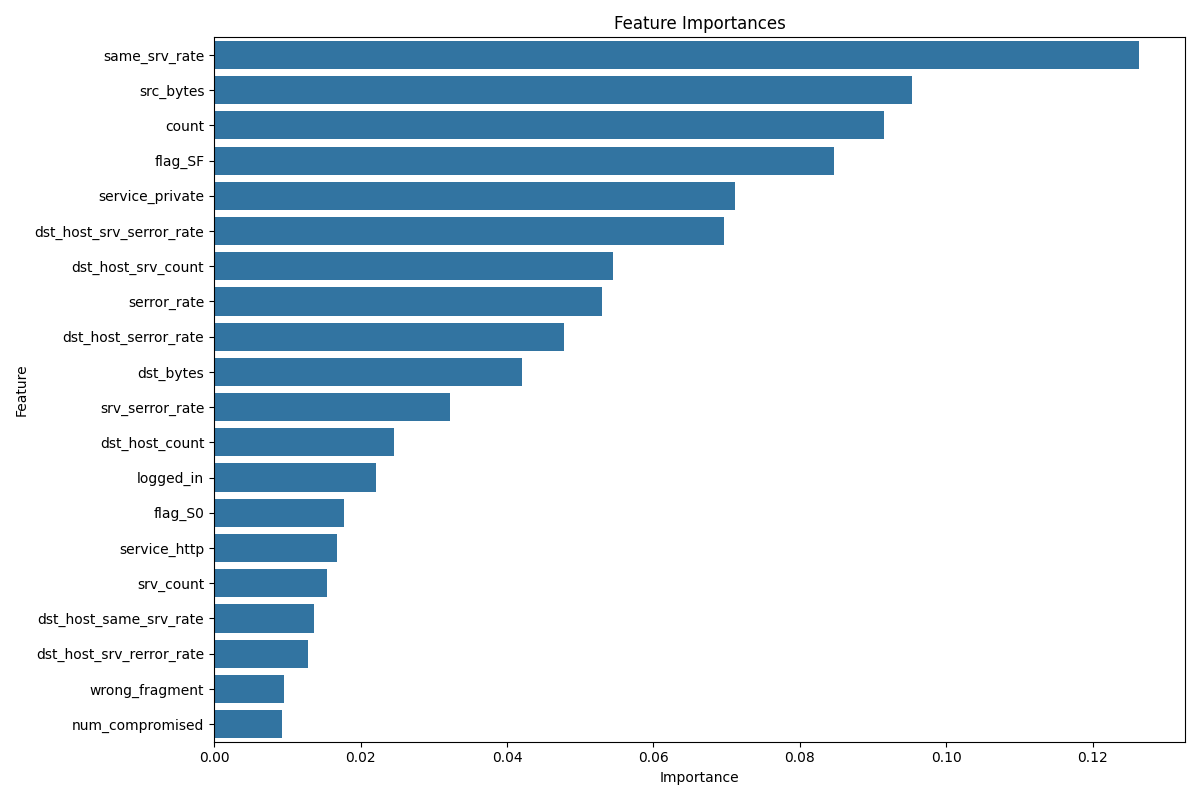 Feature Importances
same_srv_rate
src_bytes
count
flag_SF
service_private
dst_host_srv_serror_rate
dst_host_srv_count
serror_rate
dst_host_serror_rate
dst_bytes
srv_serror_rate
dst_host_count
logged_in
flag_S0
service_http
srv_count
dst_host_same_srv_rate
dst_host_srv_rerror_rate
wrong_fragment
num_compromised
Feature
0.00 0.02 0.04 0.06 0.08 0.10 0.12
Importance